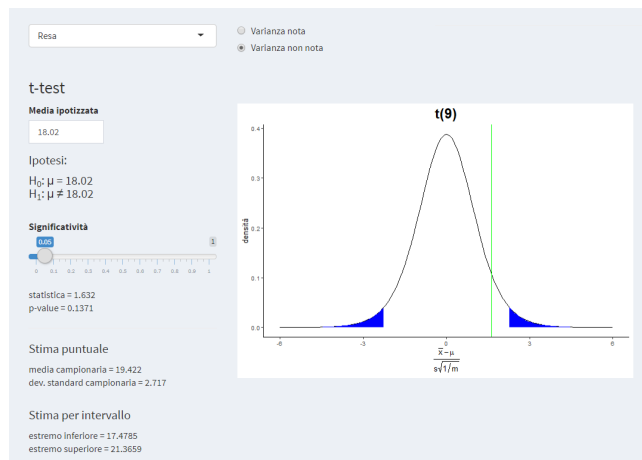 Resa
Varianza nota
Varianza non nota
t-test
Media ipotizzata
18.02
Ipotesi:
H0: μ = 18.02
H1: μ ≠ 18.02
Significatività
0.05
1
0 0.1 0.2 0.3 0.4 0.5 0.6 0.7 0.8 0.9 1
statistica = 1.632
p-value = 0.1371
Stima puntuale
media campionaria = 19.422
dev. standard campionaria = 2.717
Stima per intervallo
estremo inferiore = 17.4785
estremo superiore = 21.3659
t(9)
densità
0.4
0.3
0.2
0.1
0.0
-6 -3 0 3 6
x̄ − μ
s√1/m